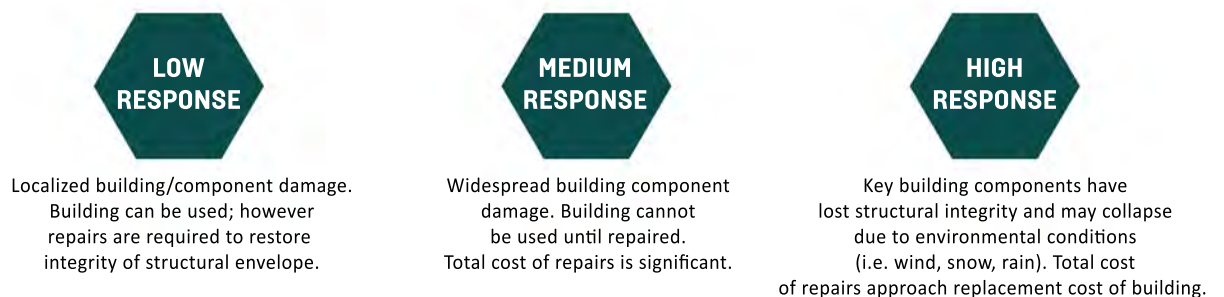 LOW
RESPONSE
Localized building/component damage.
Building can be used; however
repairs are required to restore
integrity of structural envelope.
MEDIUM
RESPONSE
Widespread building component
damage. Building cannot
be used until repaired.
Total cost of repairs is significant.
HIGH
RESPONSE
Key building components have
lost structural integrity and may collapse
due to environmental conditions
(i.e. wind, snow, rain). Total cost
of repairs approach replacement cost of building.